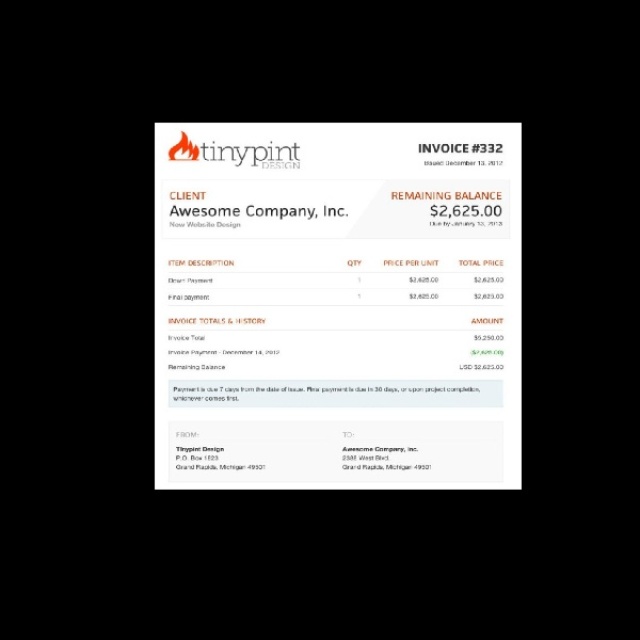 tinypint
DESIGN
INVOICE #332
Issued December 13, 2012
CLIENT
REMAINING BALANCE
Awesome Company, Inc.
$2,625.00
New Website Design
Due by January 13, 2013
ITEM DESCRIPTION QTY PRICE PER UNIT TOTAL PRICE
Down Payment 1 $2,625.00 $2,625.00
Final payment 1 $2,625.00 $2,625.00
INVOICE TOTALS & HISTORY AMOUNT
Invoice Total $5,250.00
Invoice Payment - December 14, 2012 ($2,625.00)
Remaining Balance USD $2,625.00
Payment is due 7 days from the date of issue. Final payment is due in 30 days, or upon project completion,
whichever comes first.
FROM: TO:
Tinypint Design Awesome Company, Inc.
P.O. Box 1823 West Blvd.
Grand Rapids, Michigan 49501 Grand Rapids, Michigan 49501